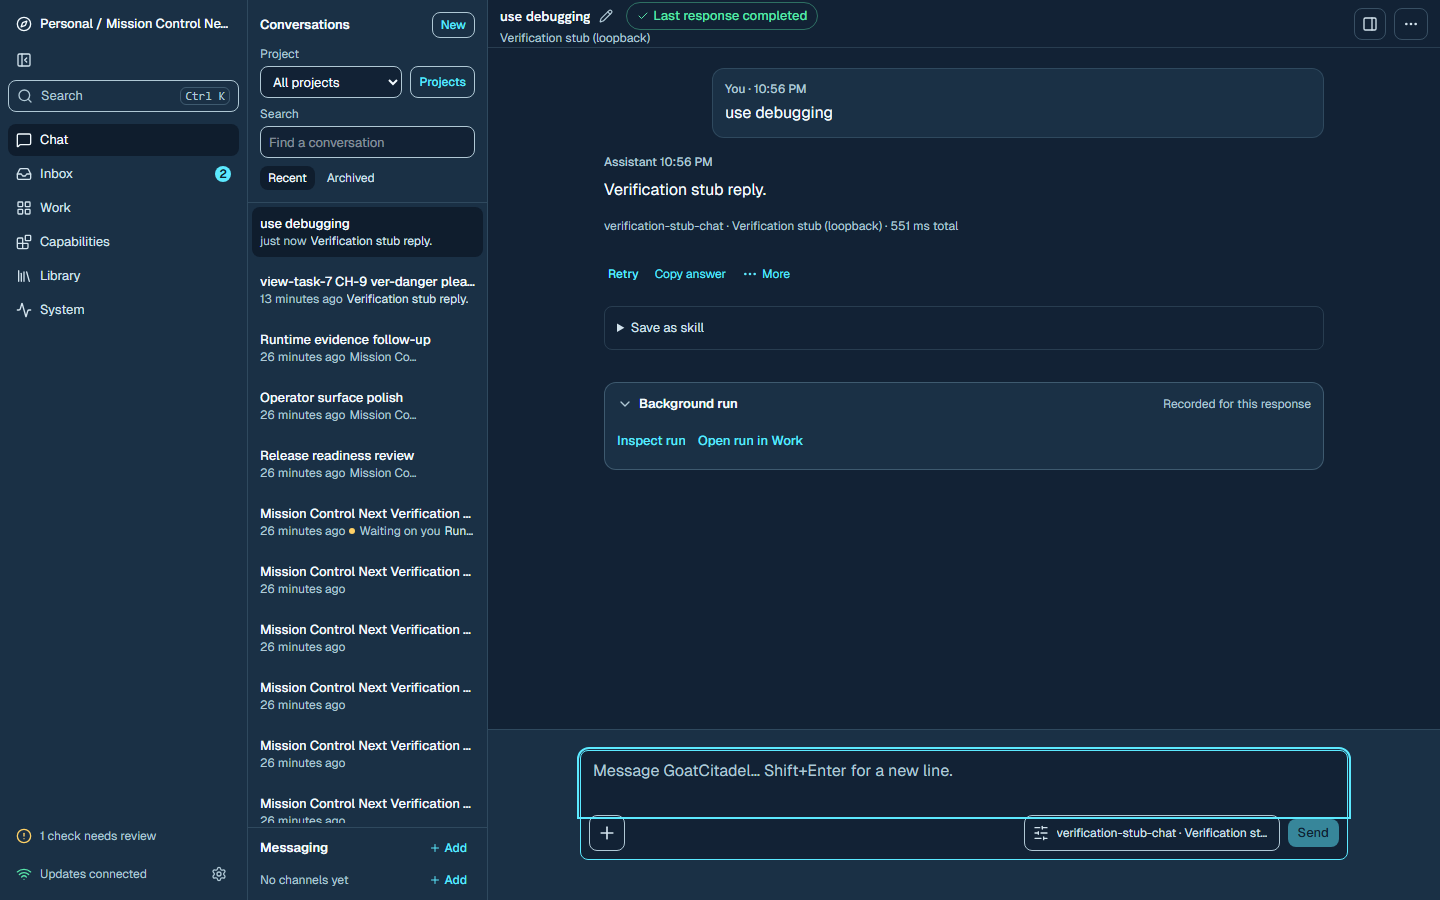 Personal / Mission Control Ne...
Search
Ctrl K
Chat
Inbox
2
Work
Capabilities
Library
System
1 check needs review
Updates connected
Conversations
New
Project
All projects
Projects
Search
Find a conversation
Recent
Archived
use debugging
just now Verification stub reply.
view-task-7 CH-9 ver-danger plea...
13 minutes ago Verification stub reply.
Runtime evidence follow-up
26 minutes ago Mission Co...
Operator surface polish
26 minutes ago Mission Co...
Release readiness review
26 minutes ago Mission Co...
Mission Control Next Verification ...
26 minutes ago Waiting on you Run...
Mission Control Next Verification ...
26 minutes ago
Mission Control Next Verification ...
26 minutes ago
Mission Control Next Verification ...
26 minutes ago
Mission Control Next Verification ...
26 minutes ago
Mission Control Next Verification ...
26 minutes ago
Messaging
+ Add
No channels yet
+ Add
use debugging
Last response completed
Verification stub (loopback)
You · 10:56 PM
use debugging
Assistant 10:56 PM
Verification stub reply.
verification-stub-chat · Verification stub (loopback) · 551 ms total
Retry
Copy answer
More
Save as skill
Background run
Recorded for this response
Inspect run
Open run in Work
Message GoatCitadel... Shift+Enter for a new line.
verification-stub-chat · Verification st...
Send